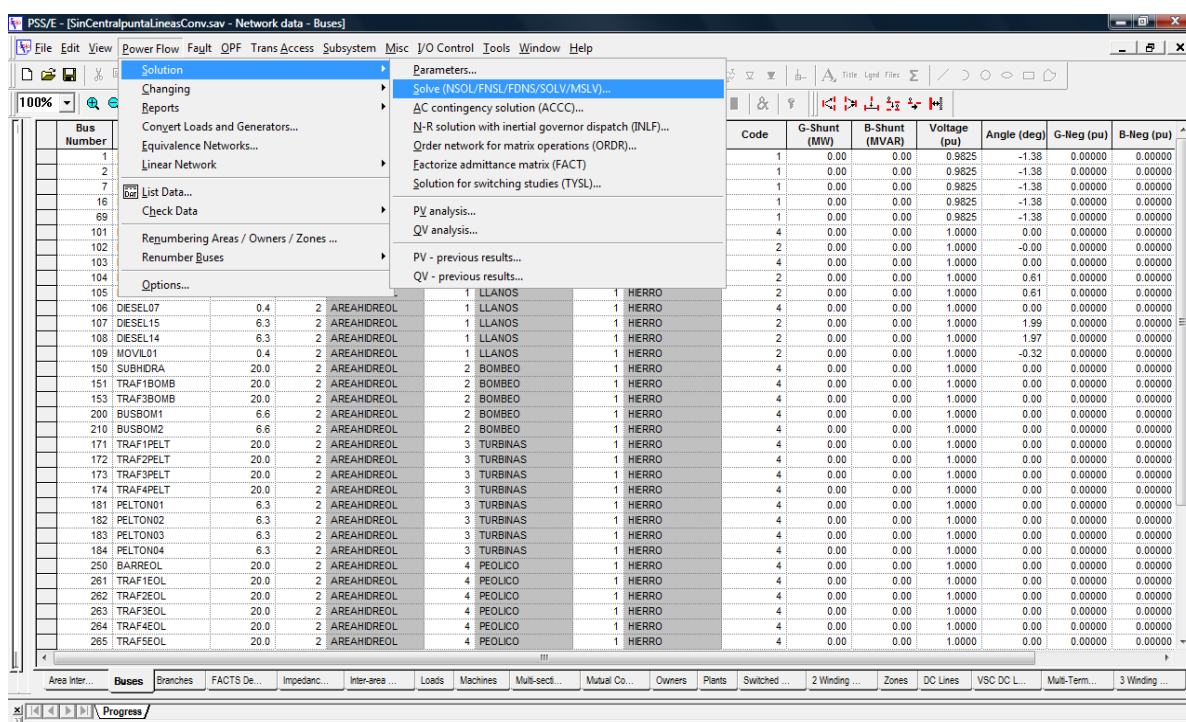 PSS/E - [SinCentralpuntaLineasConv.sav - Network data - Buses]
File Edit View Power Flow Fault OPF Trans Access Subsystem Misc I/O Control Tools Window Help
Solution
Changing
Reports
Convert Loads and Generators...
Equivalence Networks...
Linear Network
List Data...
Check Data
Renumbering Areas / Owners / Zones ...
Renumber Buses
Options...
Parameters...
Solve (NSOL/FNSL/FDNS/SOLV/MSLV)...
AC contingency solution (ACCC)...
N-R solution with inertial governor dispatch (INLF)...
Order network for matrix operations (ORDR)...
Factorize admittance matrix (FACT)
Solution for switching studies (TYSL)...
PV analysis...
QV analysis...
PV - previous results...
QV - previous results...
Title Lgnd Files
100%
Bus Number Code G-Shunt (MW) B-Shunt (MVAR) Voltage (pu) Angle (deg) G-Neg (pu) B-Neg (pu)
1 1 0.00 0.00 0.9825 -1.38 0.00000 0.00000
2 1 0.00 0.00 0.9825 -1.38 0.00000 0.00000
7 1 0.00 0.00 0.9825 -1.38 0.00000 0.00000
16 1 0.00 0.00 0.9825 -1.38 0.00000 0.00000
69 1 0.00 0.00 0.9825 -1.38 0.00000 0.00000
101 4 0.00 0.00 1.0000 0.00 0.00000 0.00000
102 2 0.00 0.00 1.0000 -0.00 0.00000 0.00000
103 4 0.00 0.00 1.0000 0.00 0.00000 0.00000
104 2 0.00 0.00 1.0000 0.61 0.00000 0.00000
105 1 LLANOS 1 HIERRO 2 0.00 0.00 1.0000 0.61 0.00000 0.00000
106 DIESEL07 0.4 2 AREAHIDREOL 1 LLANOS 1 HIERRO 4 0.00 0.00 1.0000 0.00 0.00000 0.00000
107 DIESEL15 6.3 2 AREAHIDREOL 1 LLANOS 1 HIERRO 2 0.00 0.00 1.0000 1.99 0.00000 0.00000
108 DIESEL14 6.3 2 AREAHIDREOL 1 LLANOS 1 HIERRO 2 0.00 0.00 1.0000 1.97 0.00000 0.00000
109 MOVIL01 0.4 2 AREAHIDREOL 1 LLANOS 1 HIERRO 2 0.00 0.00 1.0000 -0.32 0.00000 0.00000
150 SUBHIDRA 20.0 2 AREAHIDREOL 2 BOMBEO 1 HIERRO 4 0.00 0.00 1.0000 0.00 0.00000 0.00000
151 TRAF1BOMB 20.0 2 AREAHIDREOL 2 BOMBEO 1 HIERRO 4 0.00 0.00 1.0000 0.00 0.00000 0.00000
153 TRAF3BOMB 20.0 2 AREAHIDREOL 2 BOMBEO 1 HIERRO 4 0.00 0.00 1.0000 0.00 0.00000 0.00000
200 BUSBOM1 6.6 2 AREAHIDREOL 2 BOMBEO 1 HIERRO 4 0.00 0.00 1.0000 0.00 0.00000 0.00000
210 BUSBOM2 6.6 2 AREAHIDREOL 2 BOMBEO 1 HIERRO 4 0.00 0.00 1.0000 0.00 0.00000 0.00000
171 TRAF1PELT 20.0 2 AREAHIDREOL 3 TURBINAS 1 HIERRO 4 0.00 0.00 1.0000 0.00 0.00000 0.00000
172 TRAF2PELT 20.0 2 AREAHIDREOL 3 TURBINAS 1 HIERRO 4 0.00 0.00 1.0000 0.00 0.00000 0.00000
173 TRAF3PELT 20.0 2 AREAHIDREOL 3 TURBINAS 1 HIERRO 4 0.00 0.00 1.0000 0.00 0.00000 0.00000
174 TRAF4PELT 20.0 2 AREAHIDREOL 3 TURBINAS 1 HIERRO 4 0.00 0.00 1.0000 0.00 0.00000 0.00000
181 PELTON01 6.3 2 AREAHIDREOL 3 TURBINAS 1 HIERRO 4 0.00 0.00 1.0000 0.00 0.00000 0.00000
182 PELTON02 6.3 2 AREAHIDREOL 3 TURBINAS 1 HIERRO 4 0.00 0.00 1.0000 0.00 0.00000 0.00000
183 PELTON03 6.3 2 AREAHIDREOL 3 TURBINAS 1 HIERRO 4 0.00 0.00 1.0000 0.00 0.00000 0.00000
184 PELTON04 6.3 2 AREAHIDREOL 3 TURBINAS 1 HIERRO 4 0.00 0.00 1.0000 0.00 0.00000 0.00000
250 BARREOL 20.0 2 AREAHIDREOL 4 PEOLICO 1 HIERRO 4 0.00 0.00 1.0000 0.00 0.00000 0.00000
261 TRAF1EOL 20.0 2 AREAHIDREOL 4 PEOLICO 1 HIERRO 4 0.00 0.00 1.0000 0.00 0.00000 0.00000
262 TRAF2EOL 20.0 2 AREAHIDREOL 4 PEOLICO 1 HIERRO 4 0.00 0.00 1.0000 0.00 0.00000 0.00000
263 TRAF3EOL 20.0 2 AREAHIDREOL 4 PEOLICO 1 HIERRO 4 0.00 0.00 1.0000 0.00 0.00000 0.00000
264 TRAF4EOL 20.0 2 AREAHIDREOL 4 PEOLICO 1 HIERRO 4 0.00 0.00 1.0000 0.00 0.00000 0.00000
265 TRAF5EOL 20.0 2 AREAHIDREOL 4 PEOLICO 1 HIERRO 4 0.00 0.00 1.0000 0.00 0.00000 0.00000
Area Inter... Buses Branches FACTS De... Impedanc... Inter-area ... Loads Machines Multi-secti... Mutual Co... Owners Plants Switched ... 2 Winding ... Zones DC Lines VSC DC L... Multi-Term... 3 Winding ...
Progress